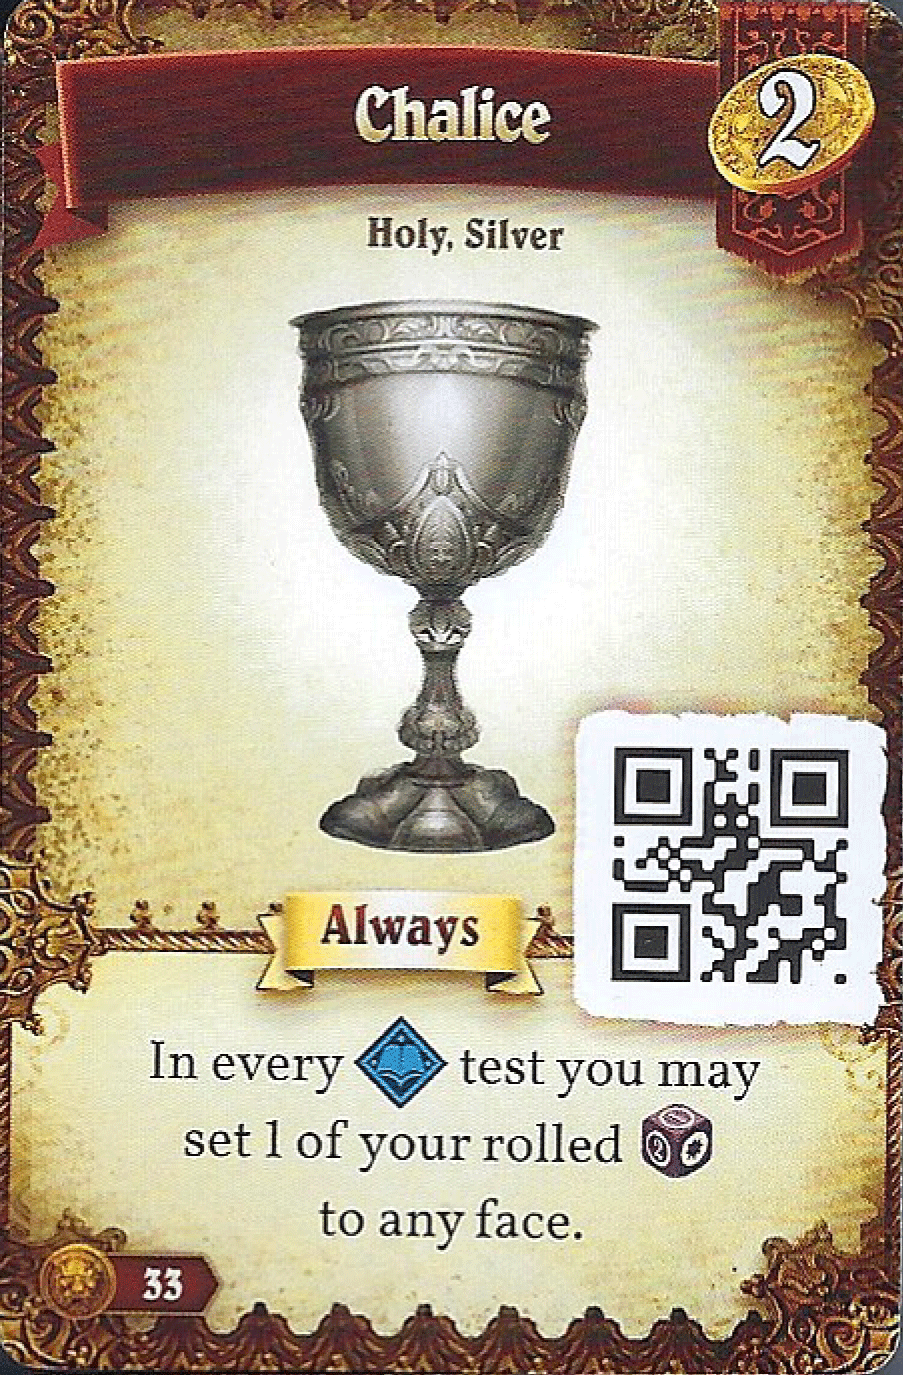 Chalice
2
Holy, Silver
Always
In every test you may
set 1 of your rolled
to any face.
33